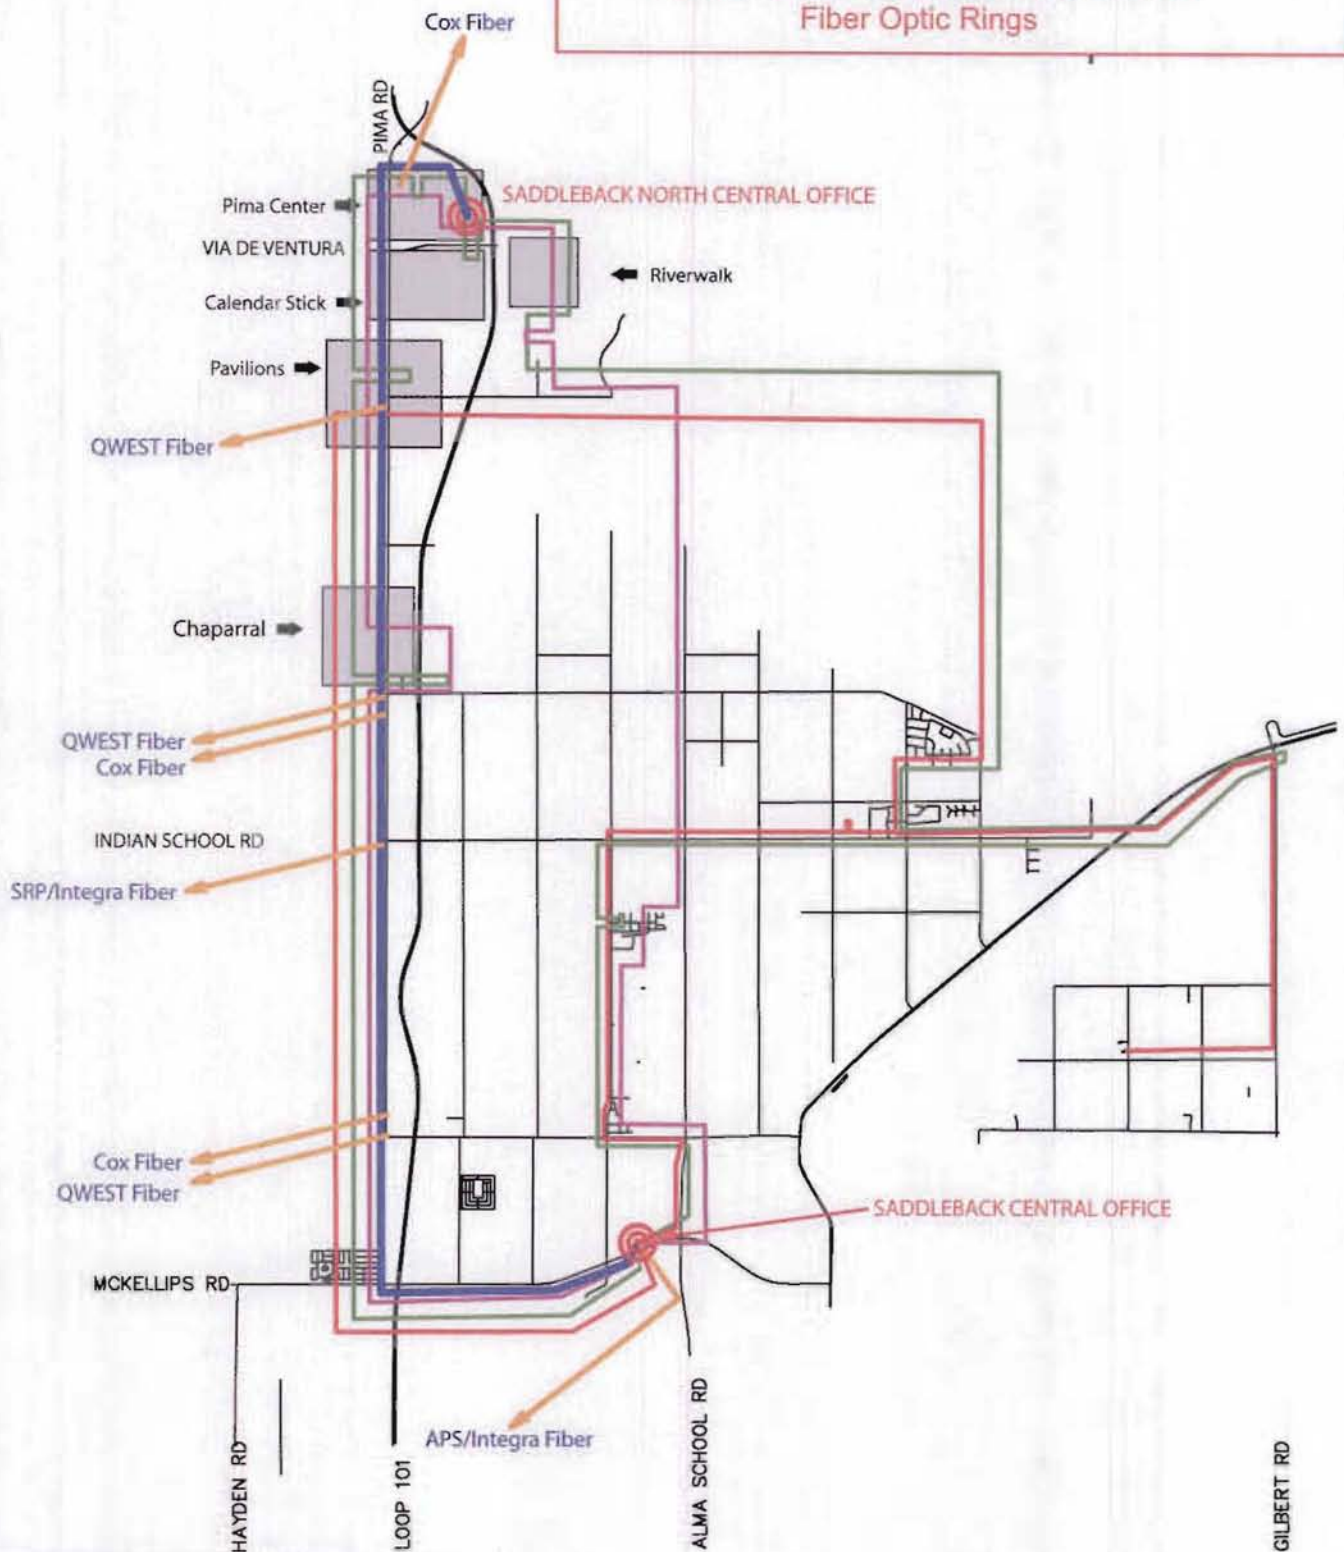 Fiber Optic Rings
Cox Fiber
PIMA RD
SADDLEBACK NORTH CENTRAL OFFICE
Pima Center
VIA DE VENTURA
Riverwalk
Calendar Stick
Pavilions
QWEST Fiber
Chaparral
QWEST Fiber
Cox Fiber
INDIAN SCHOOL RD
SRP/Integra Fiber
Cox Fiber
QWEST Fiber
SADDLEBACK CENTRAL OFFICE
MCKELLIPS RD
APS/Integra Fiber
HAYDEN RD
LOOP 101
ALMA SCHOOL RD
GILBERT RD